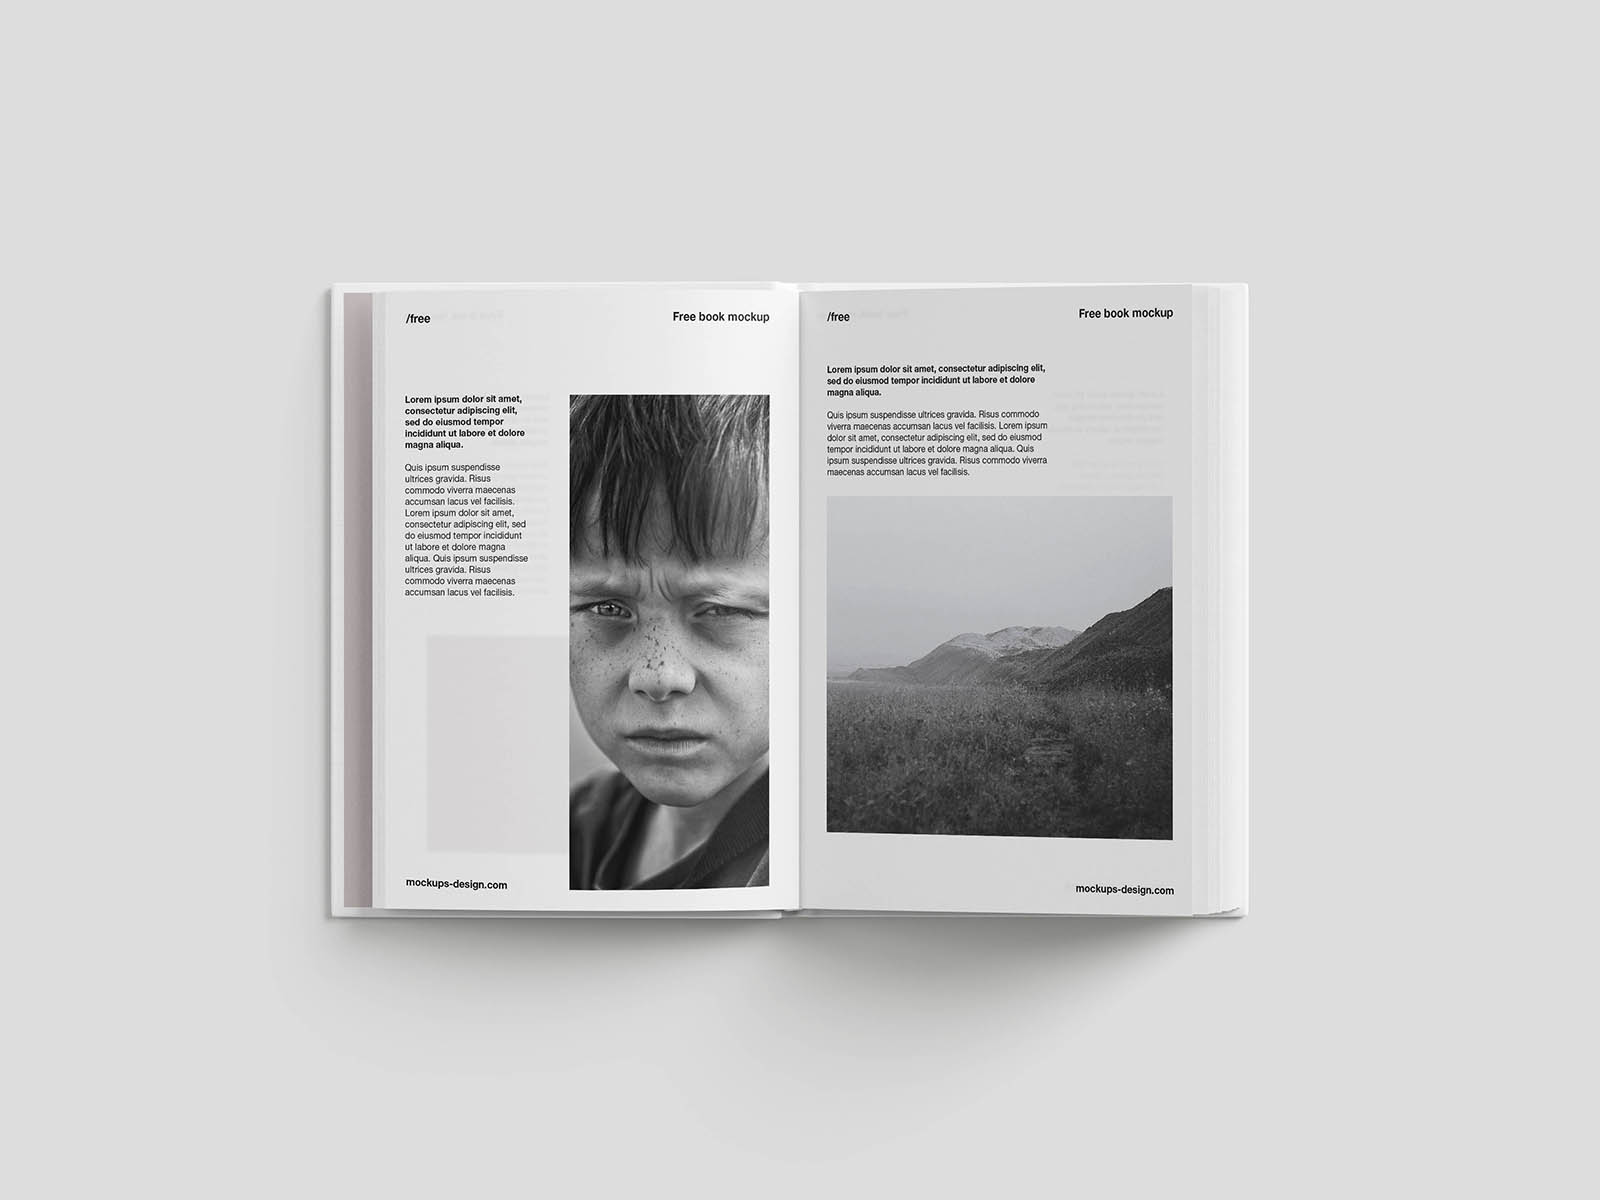 /free
Free book mockup
Lorem ipsum dolor sit amet,
consectetur adipiscing elit,
sed do eiusmod tempor
incididunt ut labore et dolore
magna aliqua.
Quis ipsum suspendisse
ultrices gravida. Risus
commodo viverra maecenas
accumsan lacus vel facilisis.
Lorem ipsum dolor sit amet,
consectetur adipiscing elit, sed
do eiusmod tempor incididunt
ut labore et dolore magna
aliqua. Quis ipsum suspendisse
ultrices gravida. Risus
commodo viverra maecenas
accumsan lacus vel facilisis.
mockups-design.com
/free
Free book mockup
Lorem ipsum dolor sit amet, consectetur adipiscing elit,
sed do eiusmod tempor incididunt ut labore et dolore
magna aliqua.
Quis ipsum suspendisse ultrices gravida. Risus commodo
viverra maecenas accumsan lacus vel facilisis. Lorem ipsum
dolor sit amet, consectetur adipiscing elit, sed do eiusmod
tempor incididunt ut labore et dolore magna aliqua. Quis
ipsum suspendisse ultrices gravida. Risus commodo viverra
maecenas accumsan lacus vel facilisis.
mockups-design.com